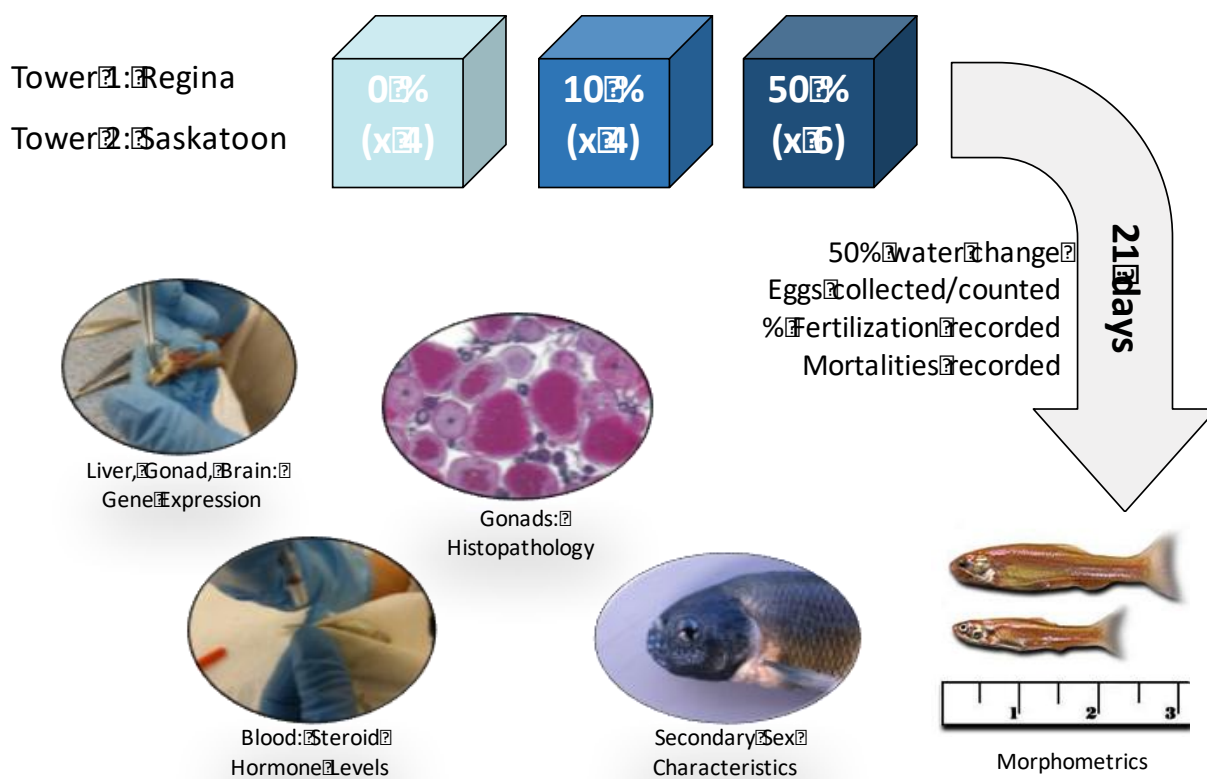 Tower 1: Regina
Tower 2: Saskatoon
0 %
(x 4)
10 %
(x 4)
50 %
(x 6)
21 days
50% water change
Eggs collected/counted
% Fertilization recorded
Mortalities recorded
Liver, Gonad, Brain:
Gene Expression
Gonads:
Histopathology
Blood: Steroid
Hormone Levels
Secondary Sex
Characteristics
1 2 3
Morphometrics